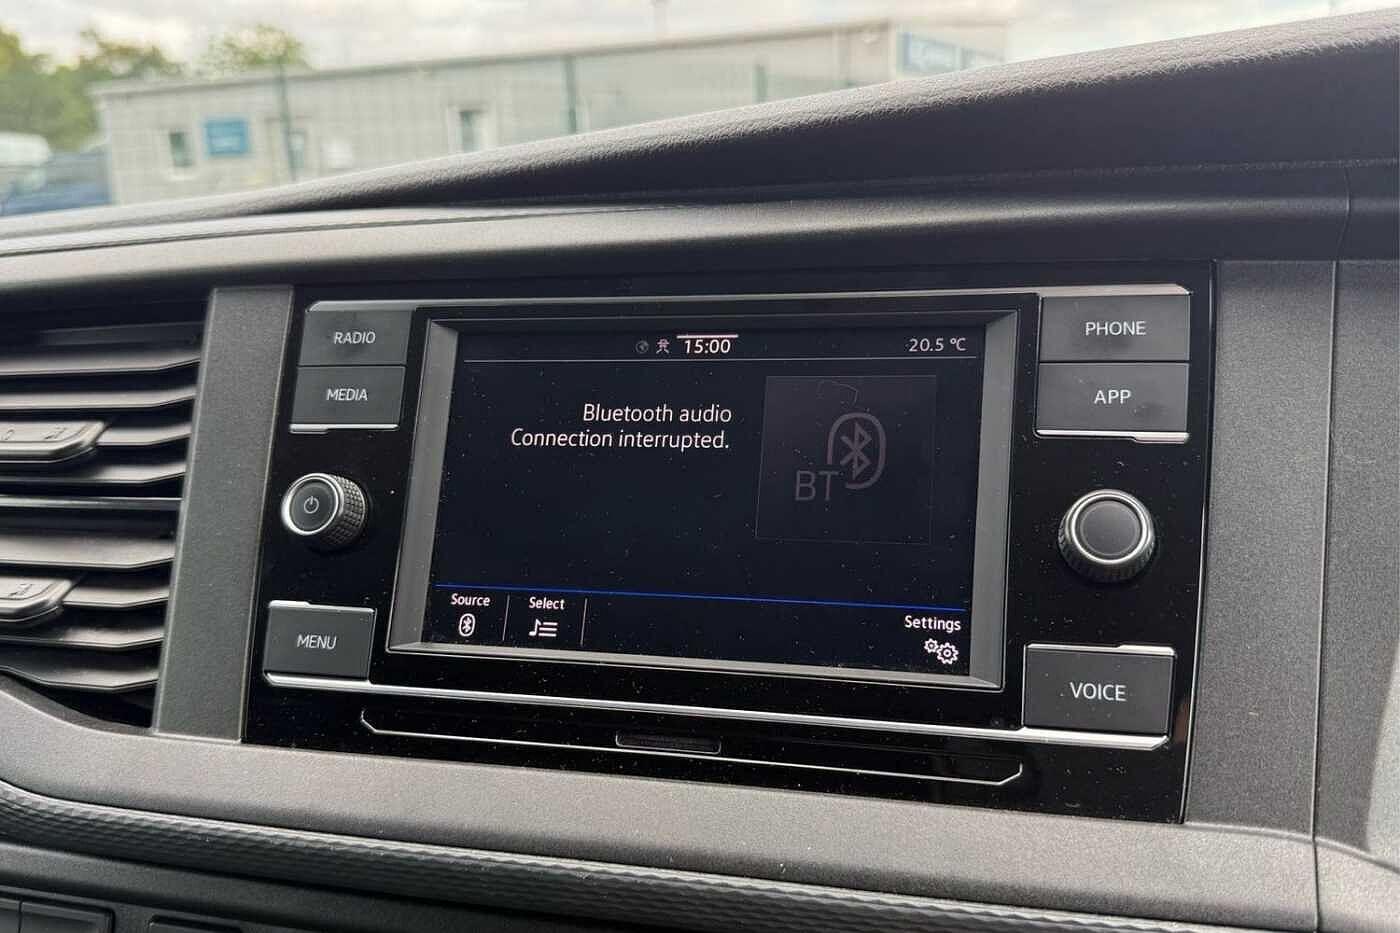 RADIO
MEDIA
15:00
20.5 °C
Bluetooth audio
Connection interrupted.
BT
Source
Select
Settings
PHONE
APP
MENU
VOICE